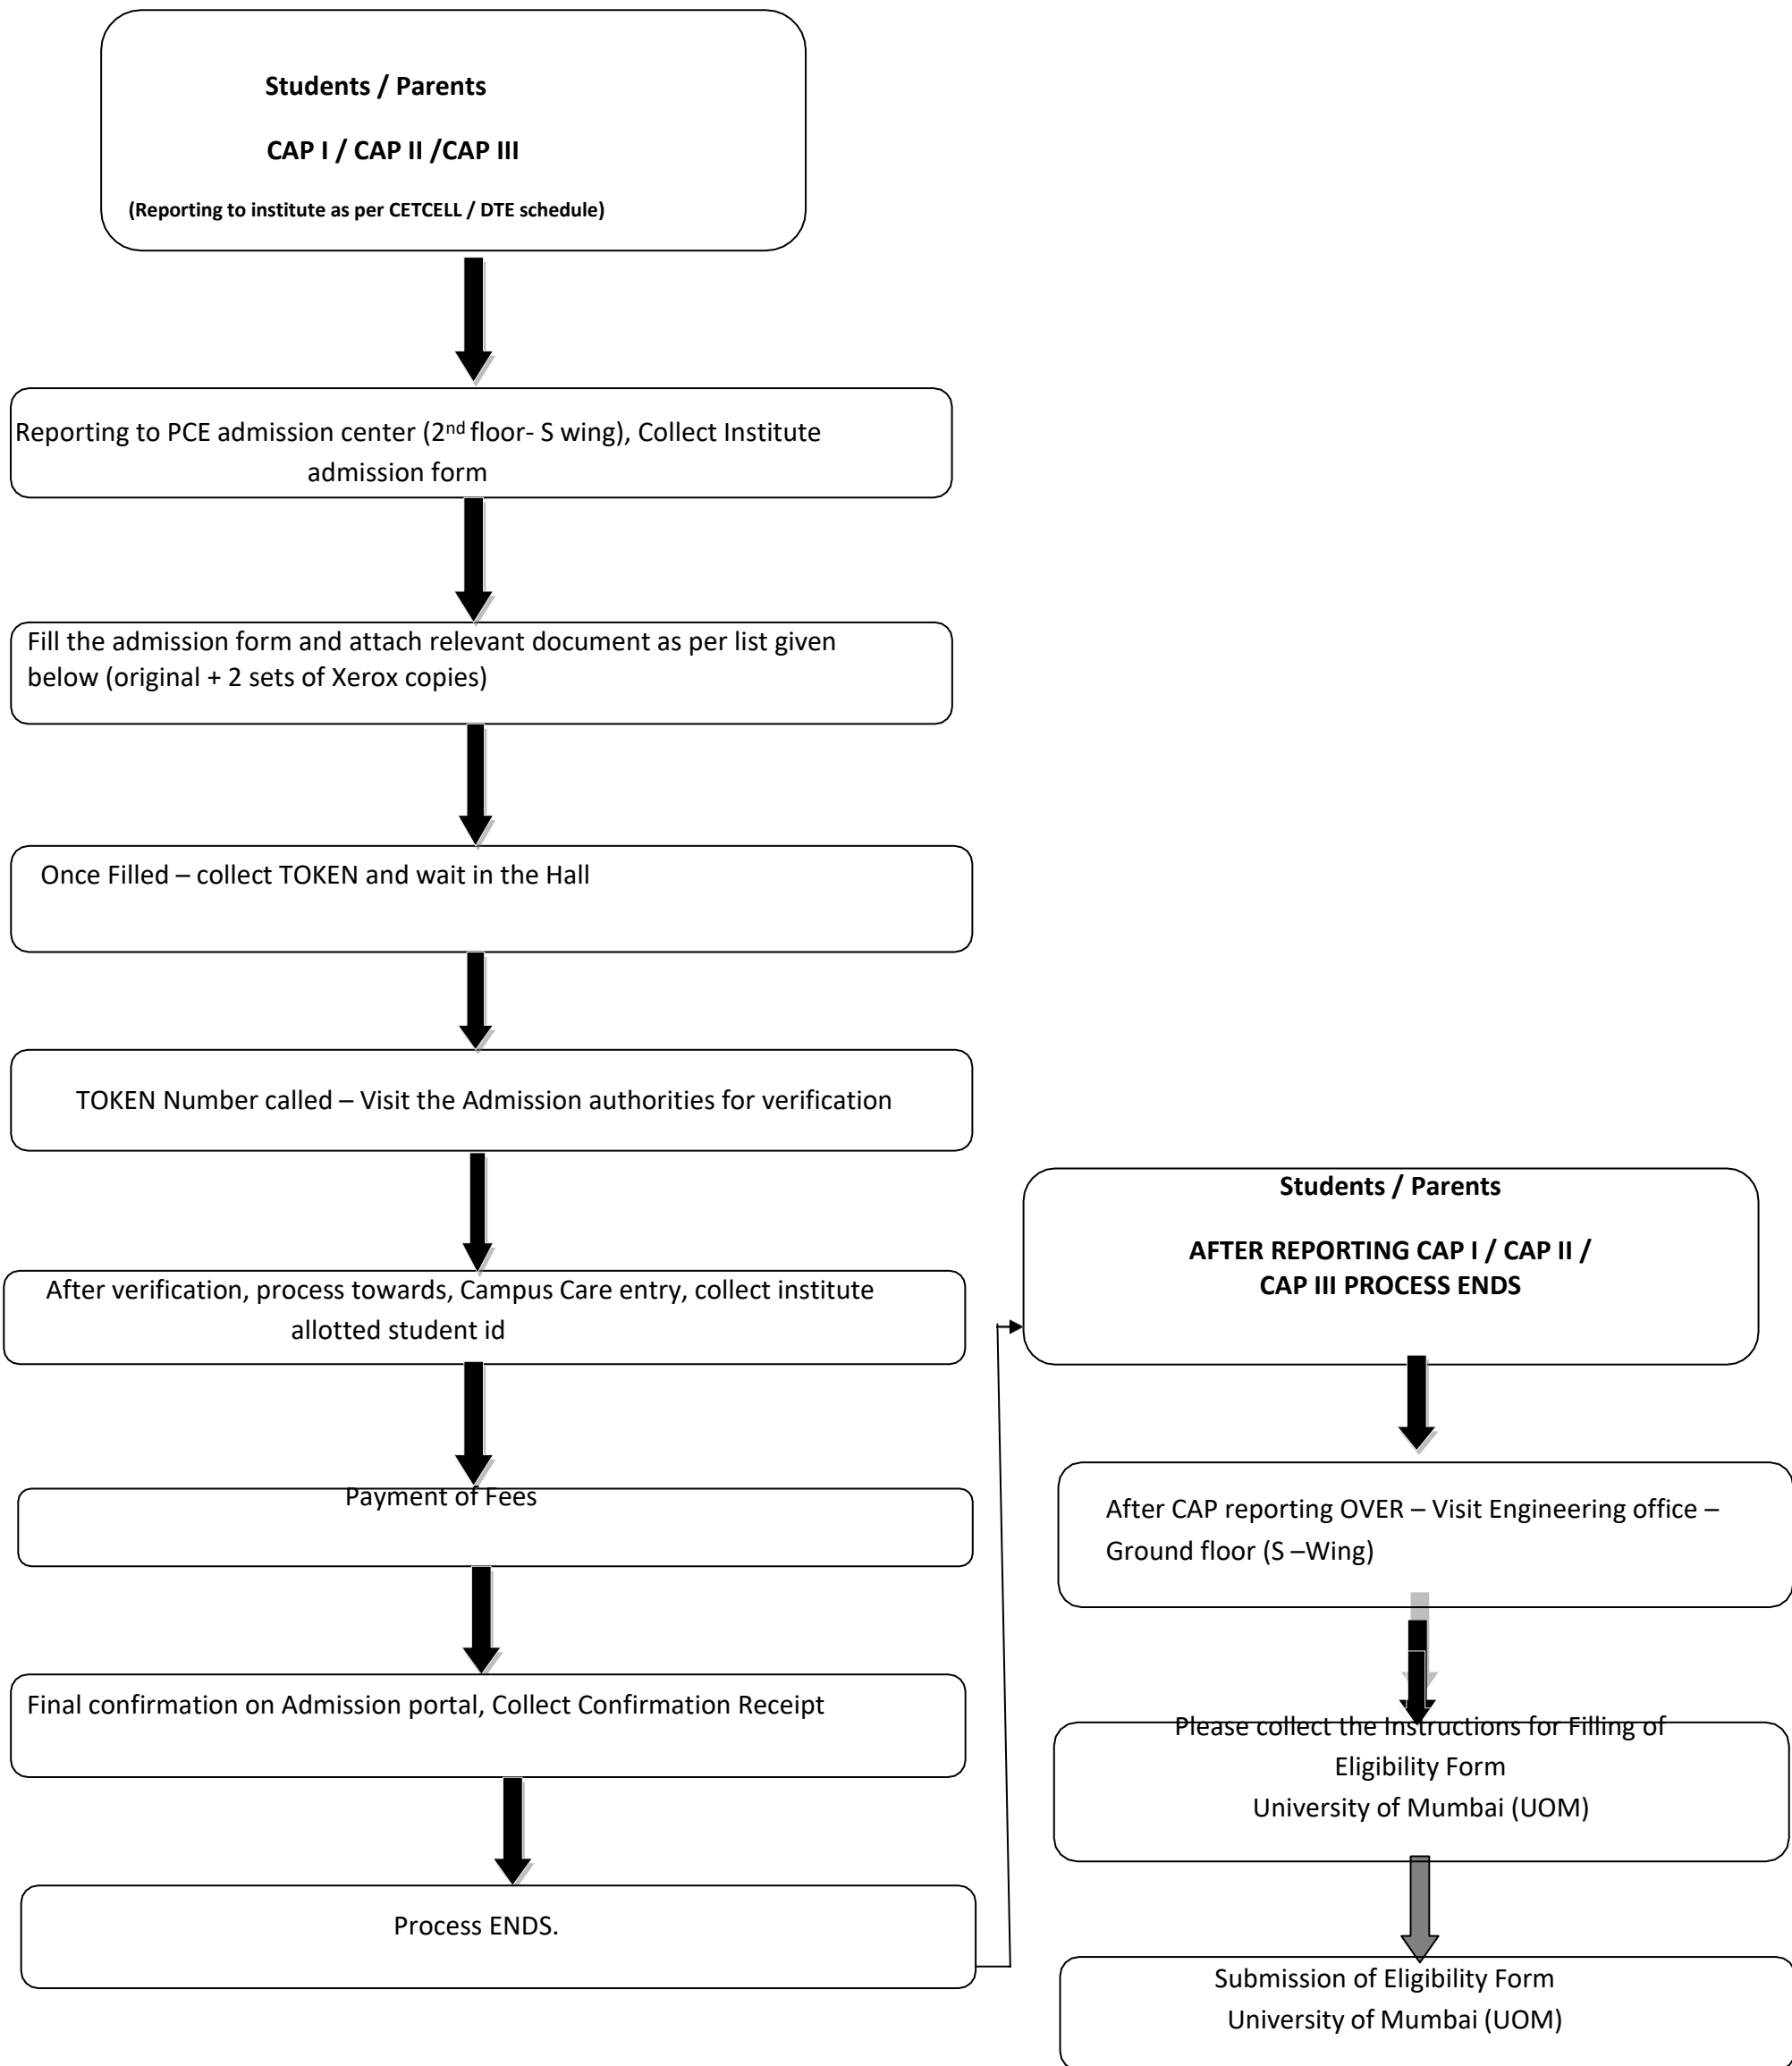 Students / Parents
CAP I / CAP II /CAP III
(Reporting to institute as per CETCELL / DTE schedule)
Reporting to PCE admission center (2nd floor- S wing), Collect Institute
admission form
Fill the admission form and attach relevant document as per list given
below (original + 2 sets of Xerox copies)
Once Filled – collect TOKEN and wait in the Hall
TOKEN Number called – Visit the Admission authorities for verification
After verification, process towards, Campus Care entry, collect institute
allotted student id
Payment of Fees
Final confirmation on Admission portal, Collect Confirmation Receipt
Process ENDS.
Students / Parents
AFTER REPORTING CAP I / CAP II /
CAP III PROCESS ENDS
After CAP reporting OVER – Visit Engineering office –
Ground floor (S –Wing)
Please collect the Instructions for Filling of
Eligibility Form
University of Mumbai (UOM)
Submission of Eligibility Form
University of Mumbai (UOM)